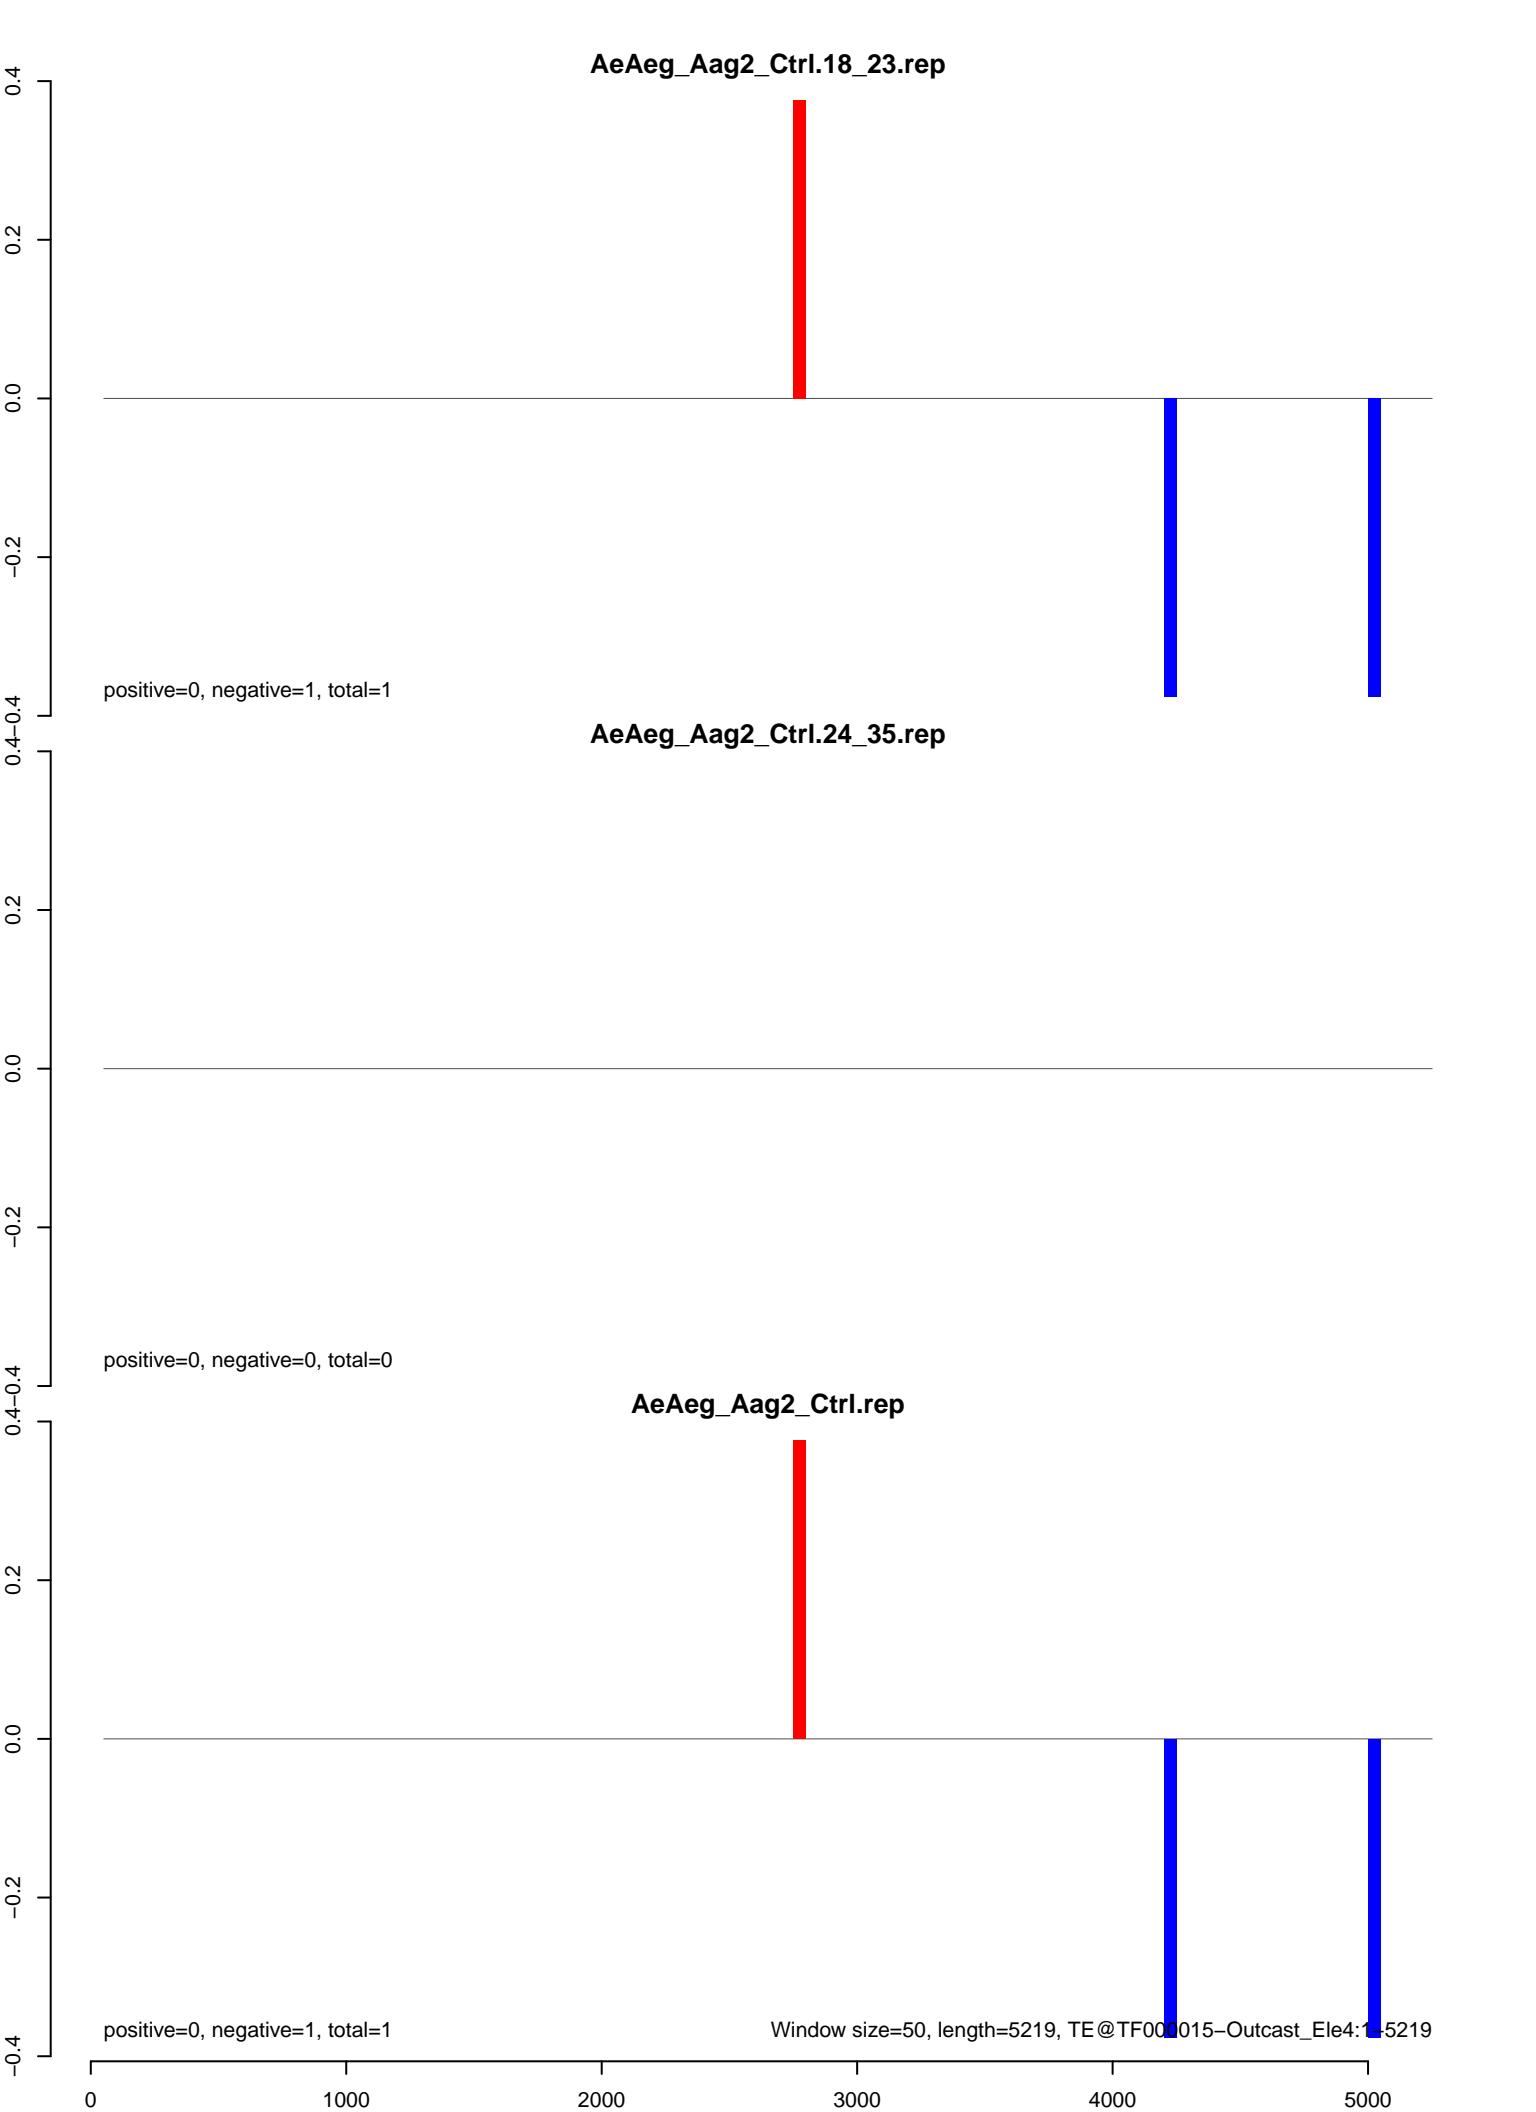 AeAeg_Aag2_Ctrl.18_23.rep
0.4
0.2
0.0
−0.2
−0.4
positive=0, negative=1, total=1
AeAeg_Aag2_Ctrl.24_35.rep
0.4
0.2
0.0
−0.2
−0.4
positive=0, negative=0, total=0
AeAeg_Aag2_Ctrl.rep
0.4
0.2
0.0
−0.2
−0.4
positive=0, negative=1, total=1
Window size=50, length=5219, TE@TF000015−Outcast_Ele4:1−5219
0 1000 2000 3000 4000 5000